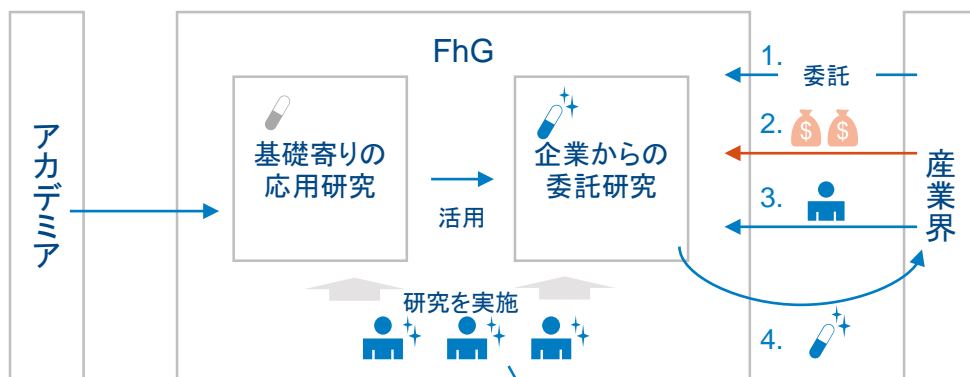 FhG
アカデミア
基礎寄りの
応用研究
活用
企業からの
委託研究
研究を実施
1.
委託
2.
$ $
3.
4.
産業界